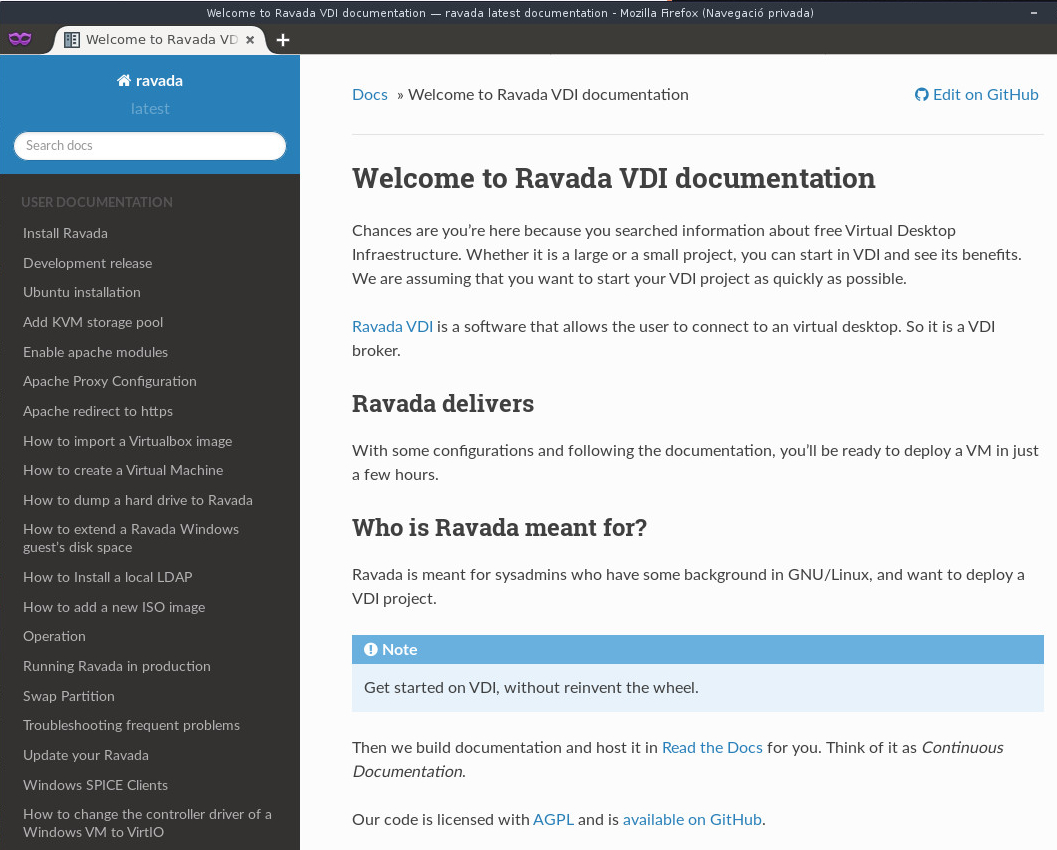 Welcome to Ravada VDI documentation — ravada latest documentation - Mozilla Firefox (Navegació privada)
Welcome to Ravada VD
ravada
latest
Search docs
USER DOCUMENTATION
Install Ravada
Development release
Ubuntu installation
Add KVM storage pool
Enable apache modules
Apache Proxy Configuration
Apache redirect to https
How to import a Virtualbox image
How to create a Virtual Machine
How to dump a hard drive to Ravada
How to extend a Ravada Windows
guest's disk space
How to Install a local LDAP
How to add a new ISO image
Operation
Running Ravada in production
Swap Partition
Troubleshooting frequent problems
Update your Ravada
Windows SPICE Clients
How to change the controller driver of a
Windows VM to VirtIO
Docs » Welcome to Ravada VDI documentation
Edit on GitHub
Welcome to Ravada VDI documentation
Chances are you're here because you searched information about free Virtual Desktop
Infraestructure. Whether it is a large or a small project, you can start in VDI and see its benefits.
We are assuming that you want to start your VDI project as quickly as possible.
Ravada VDI is a software that allows the user to connect to an virtual desktop. So it is a VDI
broker.
Ravada delivers
With some configurations and following the documentation, you'll be ready to deploy a VM in just
a few hours.
Who is Ravada meant for?
Ravada is meant for sysadmins who have some background in GNU/Linux, and want to deploy a
VDI project.
Note
Get started on VDI, without reinvent the wheel.
Then we build documentation and host it in Read the Docs for you. Think of it as Continuous
Documentation.
Our code is licensed with AGPL and is available on GitHub.